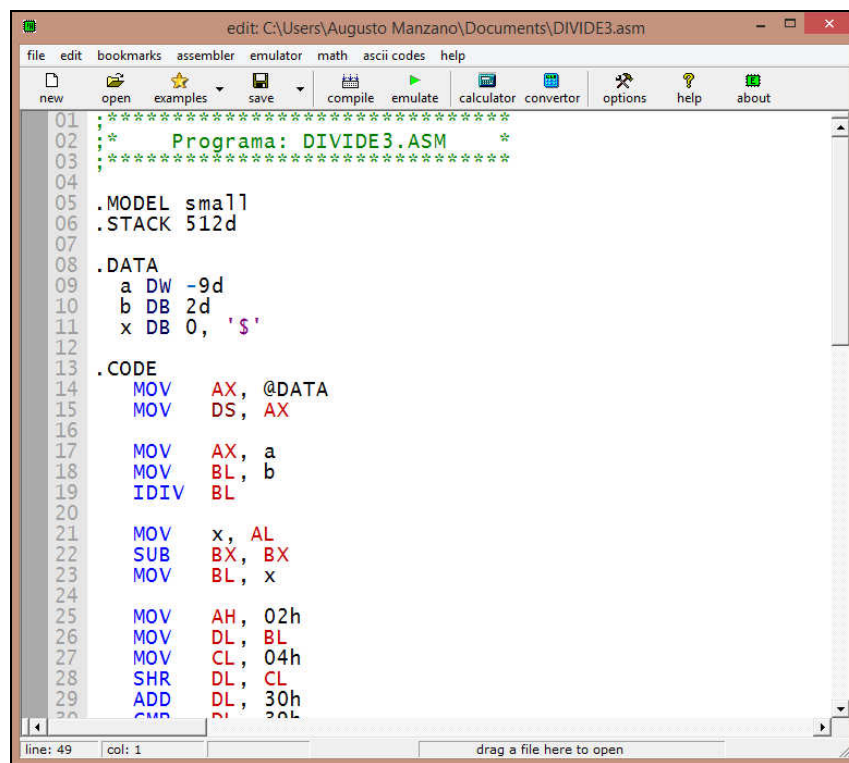 edit: C:\Users\Augusto Manzano\Documents\DIVIDE3.asm
file edit bookmarks assembler emulator math ascii codes help
new open examples save compile emulate calculator convertor options help about
01 ;*******************************
02 ;*    Programa: DIVIDE3.ASM    *
03 ;*******************************
04
05 .MODEL small
06 .STACK 512d
07
08 .DATA
09   a DW -9d
10   b DB 2d
11   x DB 0, '$'
12
13 .CODE
14    MOV   AX, @DATA
15    MOV   DS, AX
16
17    MOV   AX, a
18    MOV   BL, b
19    IDIV  BL
20
21    MOV   x, AL
22    SUB   BX, BX
23    MOV   BL, x
24
25    MOV   AH, 02h
26    MOV   DL, BL
27    MOV   CL, 04h
28    SHR   DL, CL
29    ADD   DL, 30h
30    CMP   DL, 39h
line: 49 col: 1 drag a file here to open